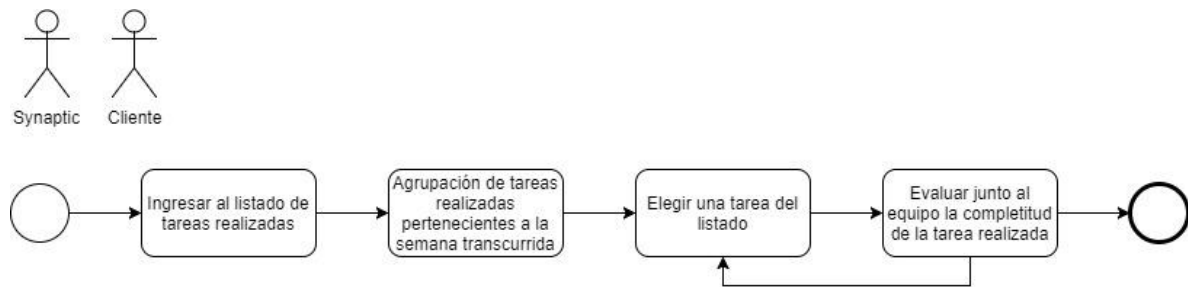 Synaptic
Cliente
Ingresar al listado de
tareas realizadas
Agrupación de tareas
realizadas
pertenecientes a la
semana transcurrida
Elegir una tarea del
listado
Evaluar junto al
equipo la completitud
de la tarea realizada